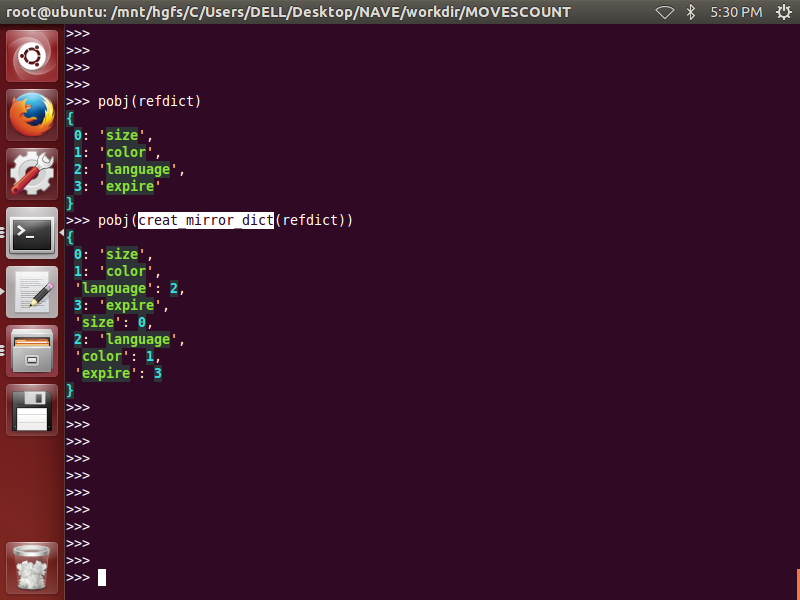 root@ubuntu: /mnt/hgfs/C/Users/DELL/Desktop/NAVE/workdir/MOVESCOUNT 5:30 PM
>>>
>>>
>>>
>>>
>>> pobj(refdict)
{
0: 'size',
1: 'color',
2: 'language',
3: 'expire'
}
>>> pobj(creat_mirror_dict(refdict))
{
0: 'size',
1: 'color',
'language': 2,
3: 'expire',
'size': 0,
2: 'language',
'color': 1,
'expire': 3
}
>>>
>>>
>>>
>>>
>>>
>>>
>>>
>>>
>>>
>>>
>>>